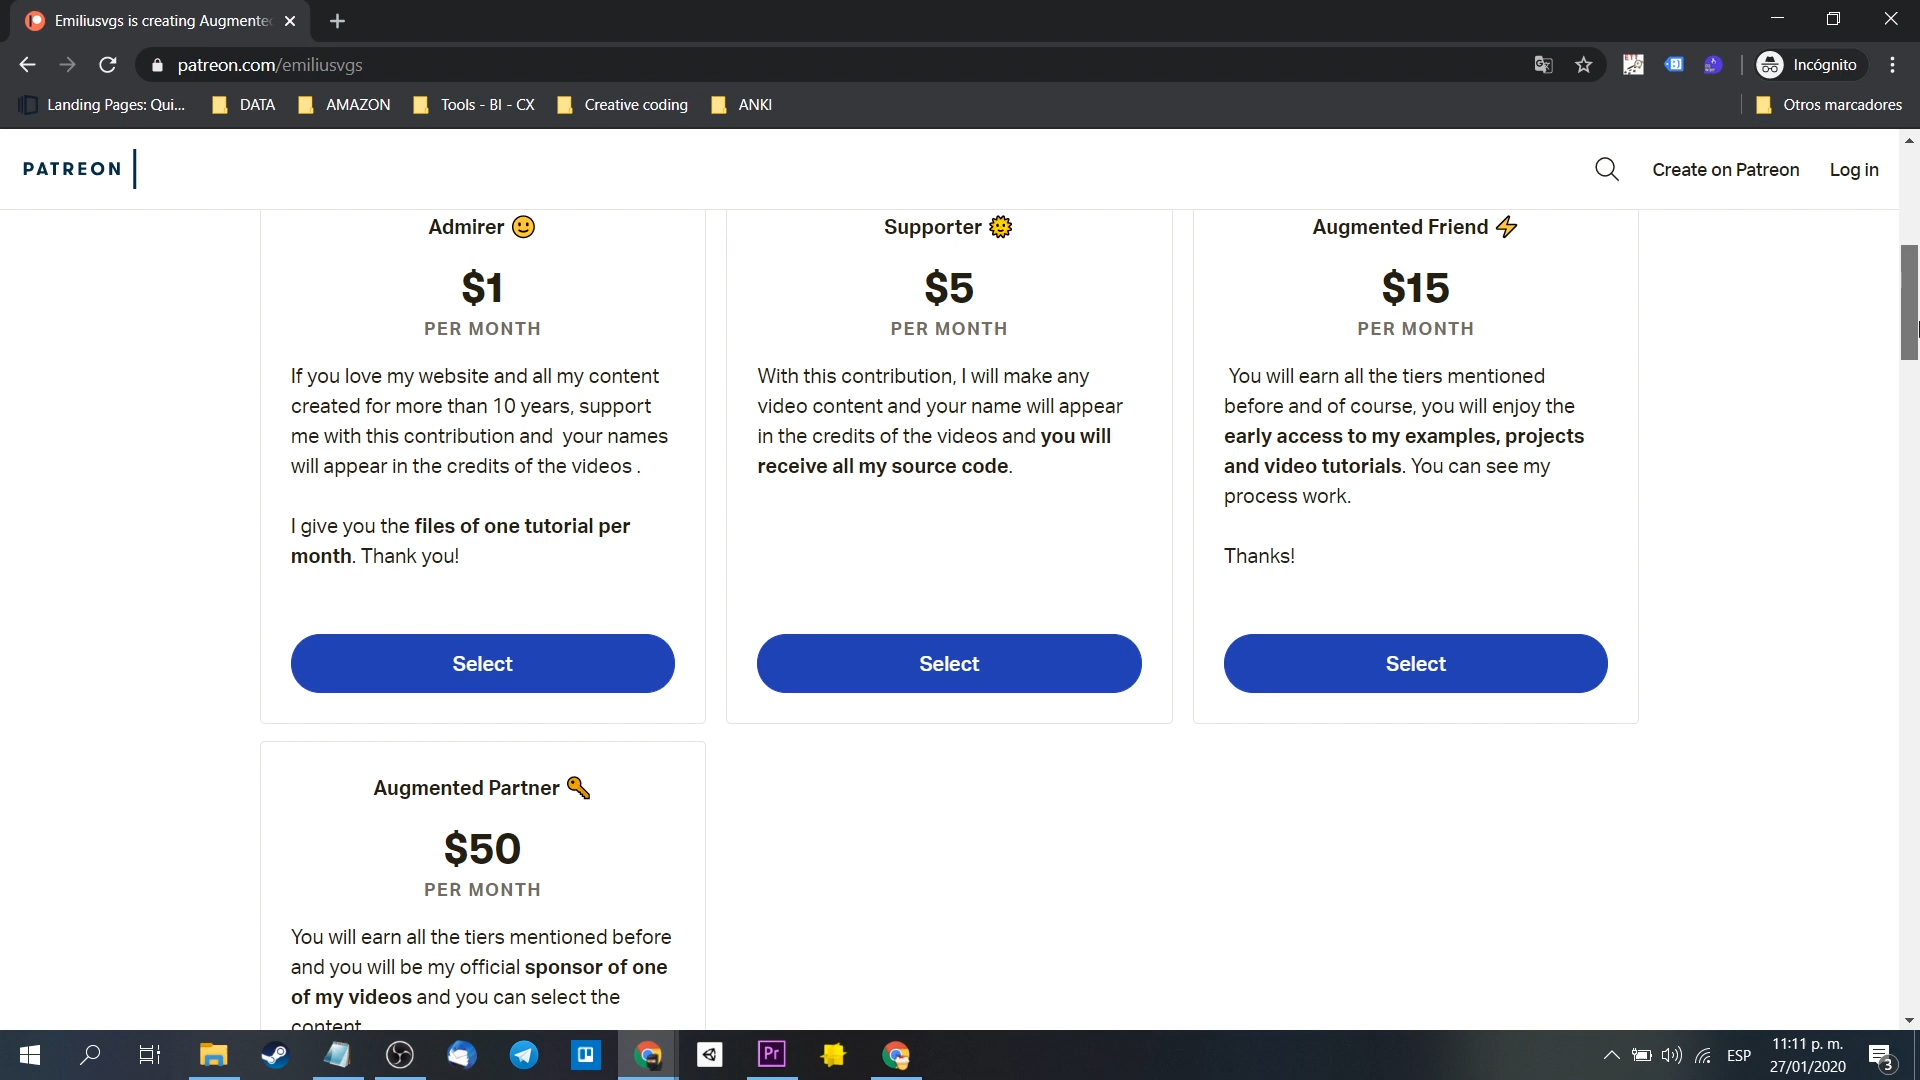 Emiliusvgs is creating Augmente
patreon.com/emiliusvgs
Incógnito
Landing Pages: Qui...
DATA
AMAZON
Tools - BI - CX
Creative coding
ANKI
Otros marcadores
PATREON
Create on Patreon
Log in
Admirer 🙂
$1
PER MONTH
If you love my website and all my content
created for more than 10 years, support
me with this contribution and your names
will appear in the credits of the videos .
I give you the files of one tutorial per
month. Thank you!
Select
Supporter 🌞
$5
PER MONTH
With this contribution, I will make any
video content and your name will appear
in the credits of the videos and you will
receive all my source code.
Select
Augmented Friend ⚡
$15
PER MONTH
You will earn all the tiers mentioned
before and of course, you will enjoy the
early access to my examples, projects
and video tutorials. You can see my
process work.
Thanks!
Select
Augmented Partner 🔑
$50
PER MONTH
You will earn all the tiers mentioned before
and you will be my official sponsor of one
of my videos and you can select the
content
Pr
ESP
11:11 p. m.
27/01/2020
3